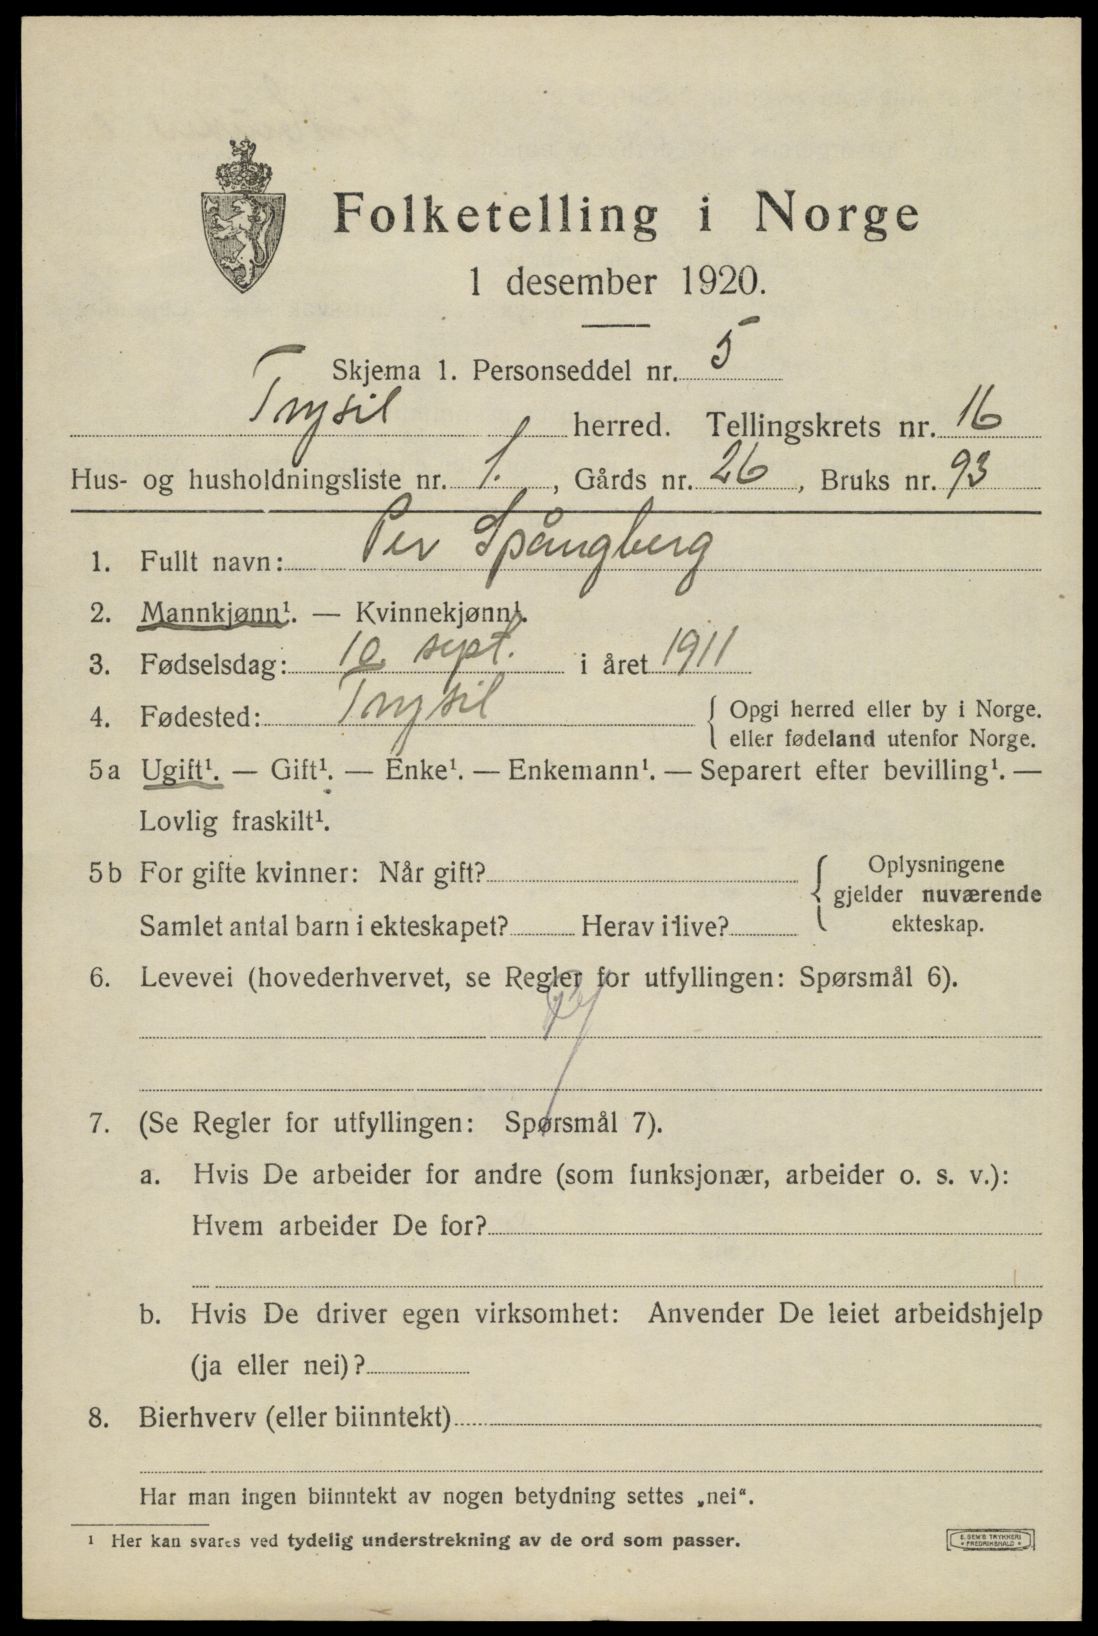 Folketelling i Norge
1 desember 1920.
Skjema 1. Personseddel nr. 5
Trysil herred. Tellingskrets nr. 16
Hus- og husholdningsliste nr. 1., Gårds nr. 26, Bruks nr. 93
1. Fullt navn: Per Spångberg
2. Mannkjønn¹. — Kvinnekjønn¹.
3. Fødselsdag: 10. sept. i året 1911
4. Fødested: Trysil { Opgi herred eller by i Norge.
eller fødeland utenfor Norge.
5a Ugift¹. — Gift¹. — Enke¹. — Enkemann¹. — Separert efter bevilling¹. —
Lovlig fraskilt¹.
5b For gifte kvinner: Når gift? { Oplysningene
gjelder nuværende
ekteskap.
Samlet antal barn i ekteskapet? Herav i live?
6. Levevei (hovederhvervet, se Regler for utfyllingen: Spørsmål 6).
7. (Se Regler for utfyllingen: Spørsmål 7).
a. Hvis De arbeider for andre (som funksjonær, arbeider o. s. v.):
Hvem arbeider De for?
b. Hvis De driver egen virksomhet: Anvender De leiet arbeidshjelp
(ja eller nei)?
8. Bierhverv (eller biinntekt)
Har man ingen biinntekt av nogen betydning settes „nei“.
¹ Her kan svares ved tydelig understrekning av de ord som passer.
E. SEM'S TRYKKERI
FREDRIKSHALD